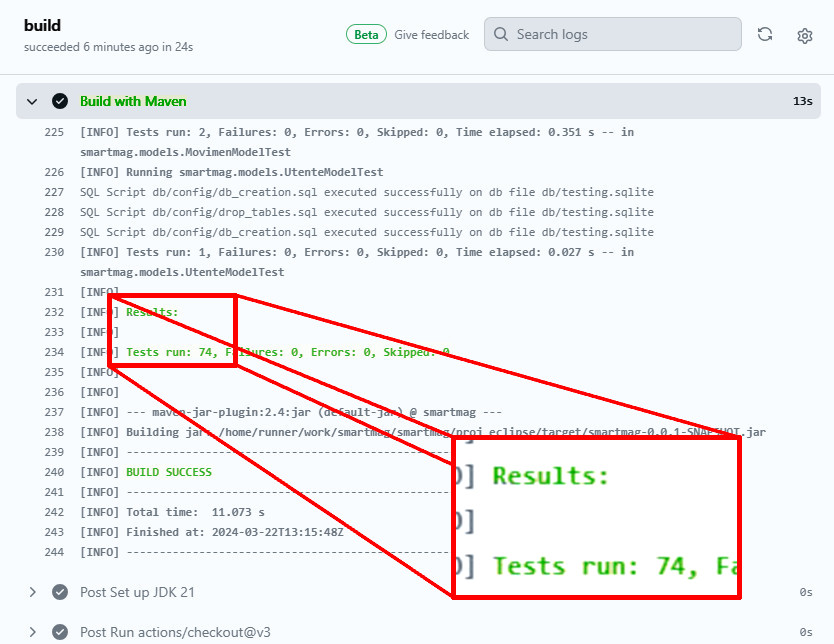 build
succeeded 6 minutes ago in 24s
Beta Give feedback
Search logs
Build with Maven 13s
225 [INFO] Tests run: 2, Failures: 0, Errors: 0, Skipped: 0, Time elapsed: 0.351 s -- in
smartmag.models.MovimenModelTest
226 [INFO] Running smartmag.models.UtenteModelTest
227 SQL Script db/config/db_creation.sql executed successfully on db file db/testing.sqlite
228 SQL Script db/config/drop_tables.sql executed successfully on db file db/testing.sqlite
229 SQL Script db/config/db_creation.sql executed successfully on db file db/testing.sqlite
230 [INFO] Tests run: 1, Failures: 0, Errors: 0, Skipped: 0, Time elapsed: 0.027 s -- in
smartmag.models.UtenteModelTest
231 [INFO]
232 [INFO] Results:
233 [INFO]
234 [INFO] Tests run: 74, Failures: 0, Errors: 0, Skipped: 0
235 [INFO]
236 [INFO]
237 [INFO] --- maven-jar-plugin:2.4:jar (default-jar) @ smartmag ---
238 [INFO] Building jar: /home/runner/work/smartmag/smartmag/proj_eclipse/target/smartmag-0.0.1-SNAPSHOT.jar
239 [INFO] ------------------------------------------------
240 [INFO] BUILD SUCCESS
241 [INFO] ------------------------------------------------
242 [INFO] Total time:  11.073 s
243 [INFO] Finished at: 2024-03-22T13:15:48Z
244 [INFO] ------------------------------------------------
] Results:
]
] Tests run: 74, Fa
Post Set up JDK 21 0s
Post Run actions/checkout@v3 0s